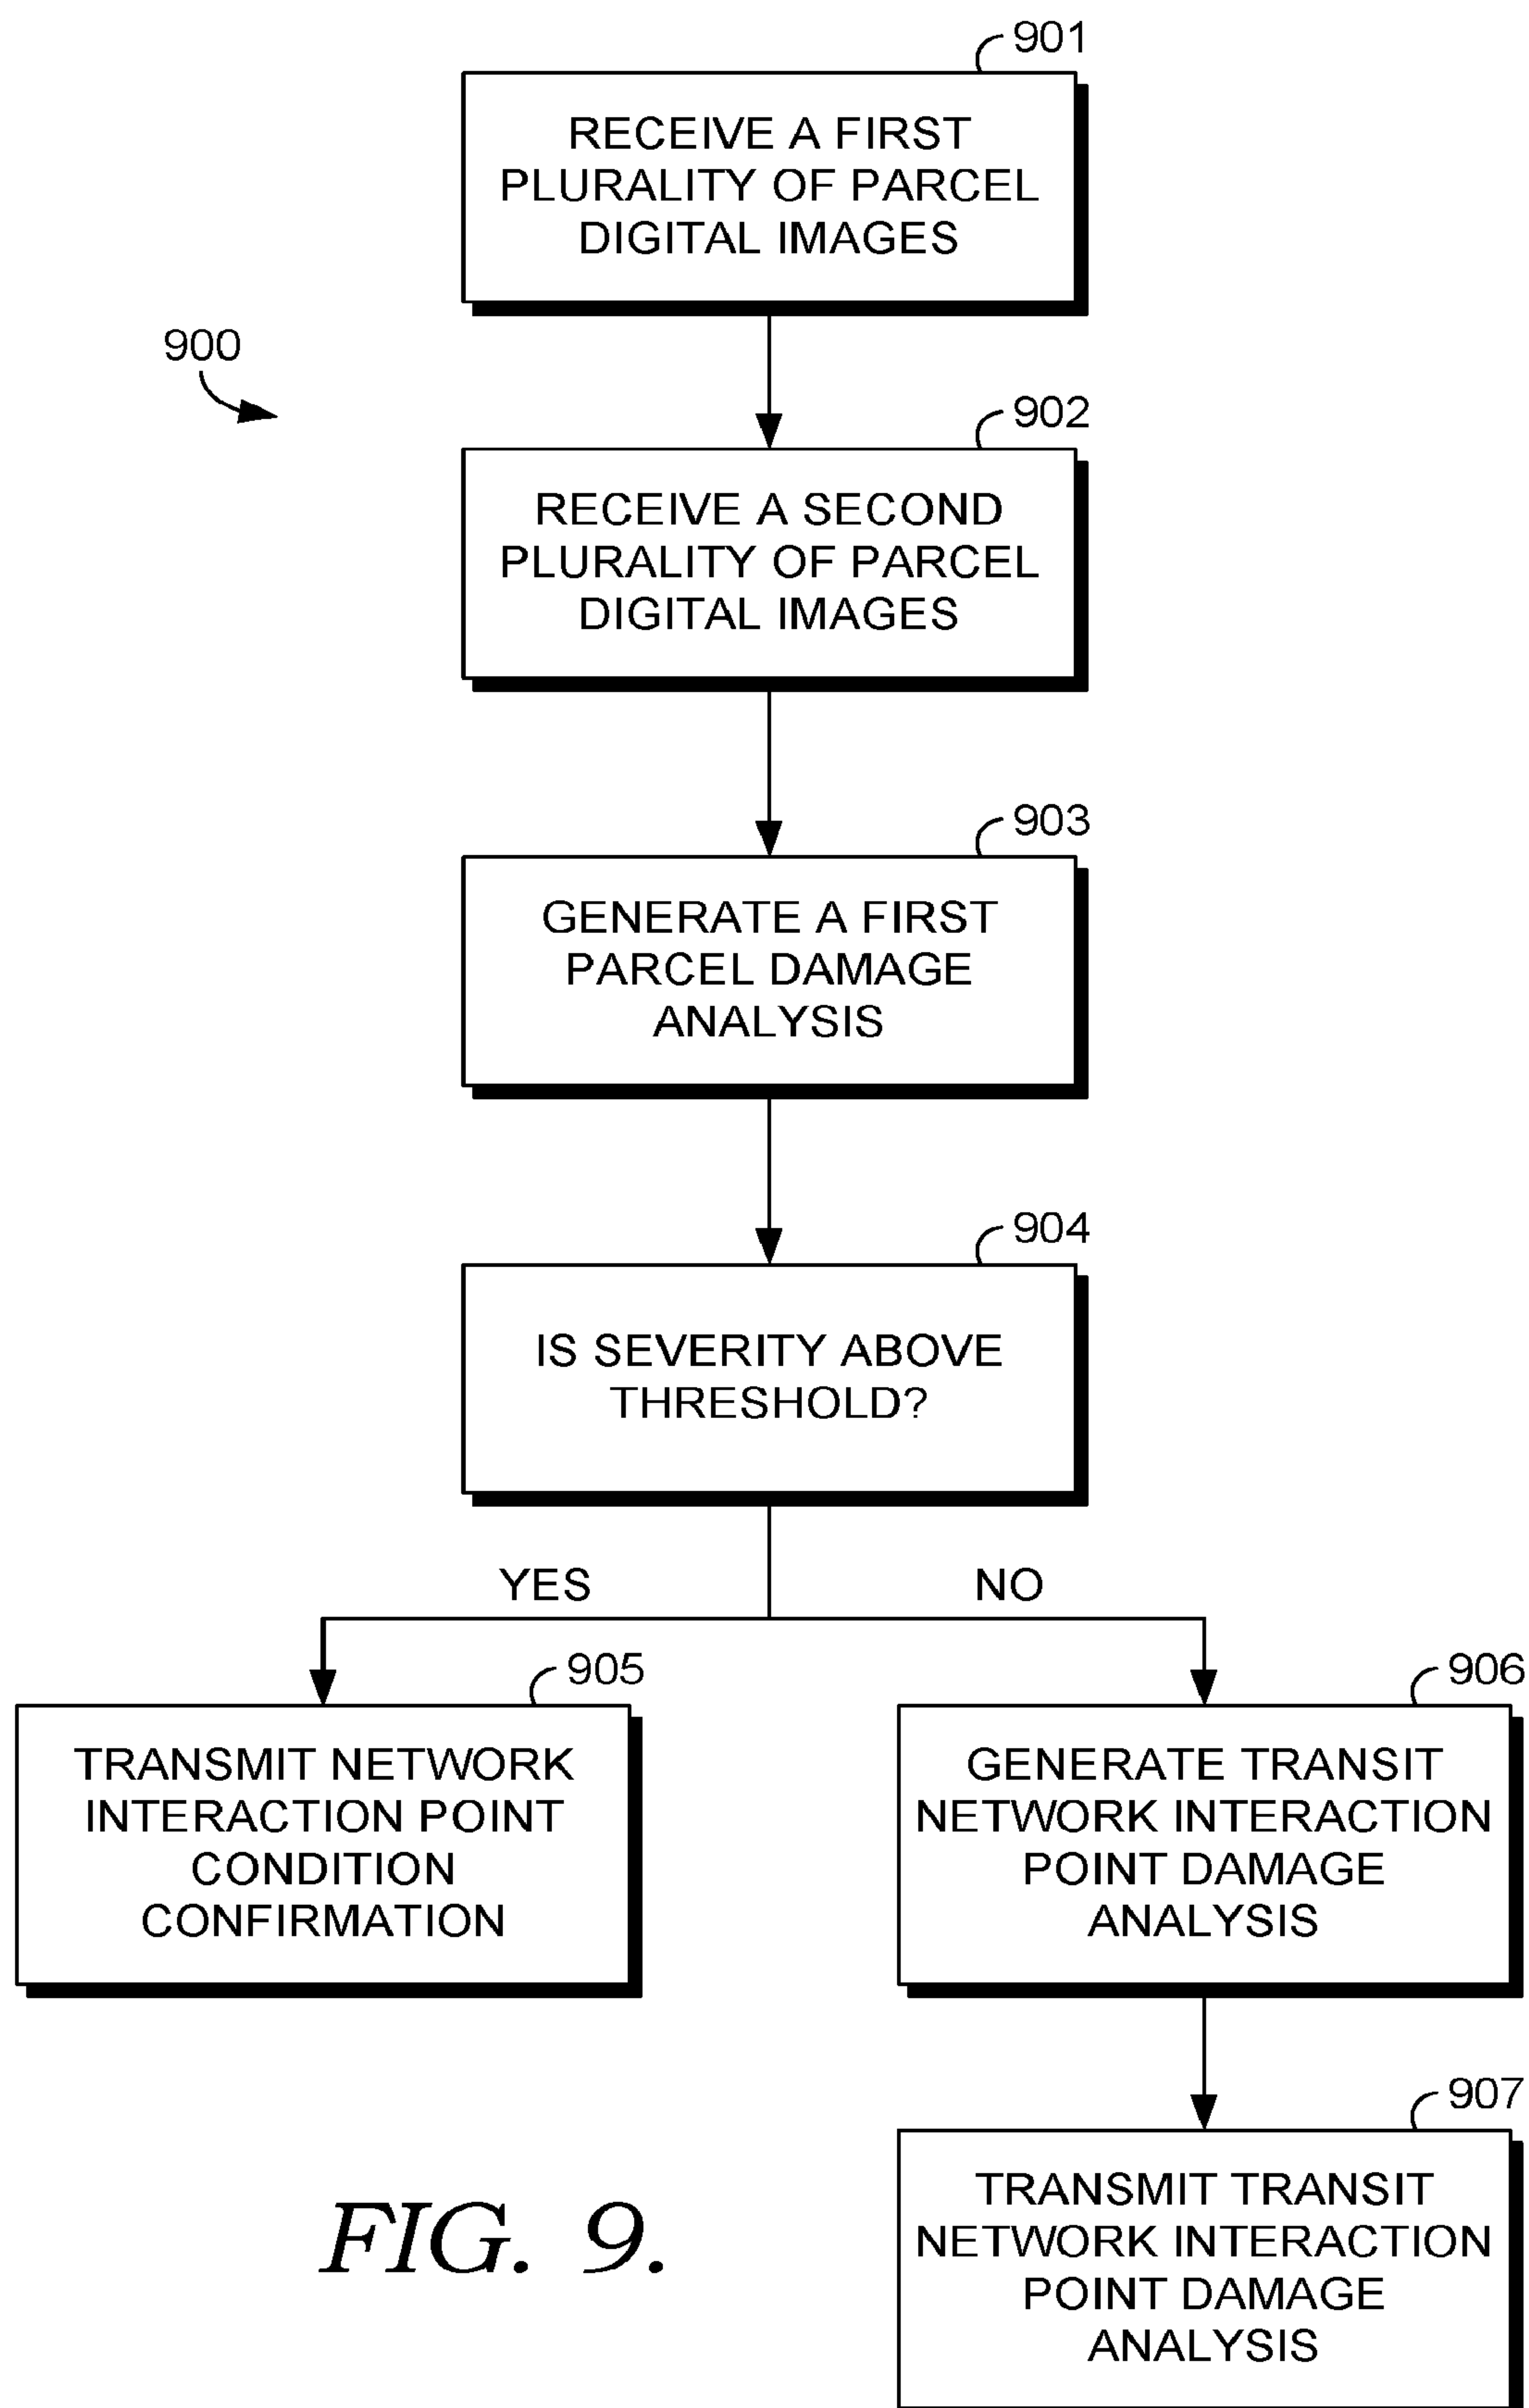 901
RECEIVE A FIRST
PLURALITY OF PARCEL
DIGITAL IMAGES
900
902
RECEIVE A SECOND
PLURALITY OF PARCEL
DIGITAL IMAGES
903
GENERATE A FIRST
PARCEL DAMAGE
ANALYSIS
904
IS SEVERITY ABOVE
THRESHOLD?
YES
NO
905
TRANSMIT NETWORK
INTERACTION POINT
CONDITION
CONFIRMATION
906
GENERATE TRANSIT
NETWORK INTERACTION
POINT DAMAGE
ANALYSIS
907
TRANSMIT TRANSIT
NETWORK INTERACTION
POINT DAMAGE
ANALYSIS
FIG. 9.